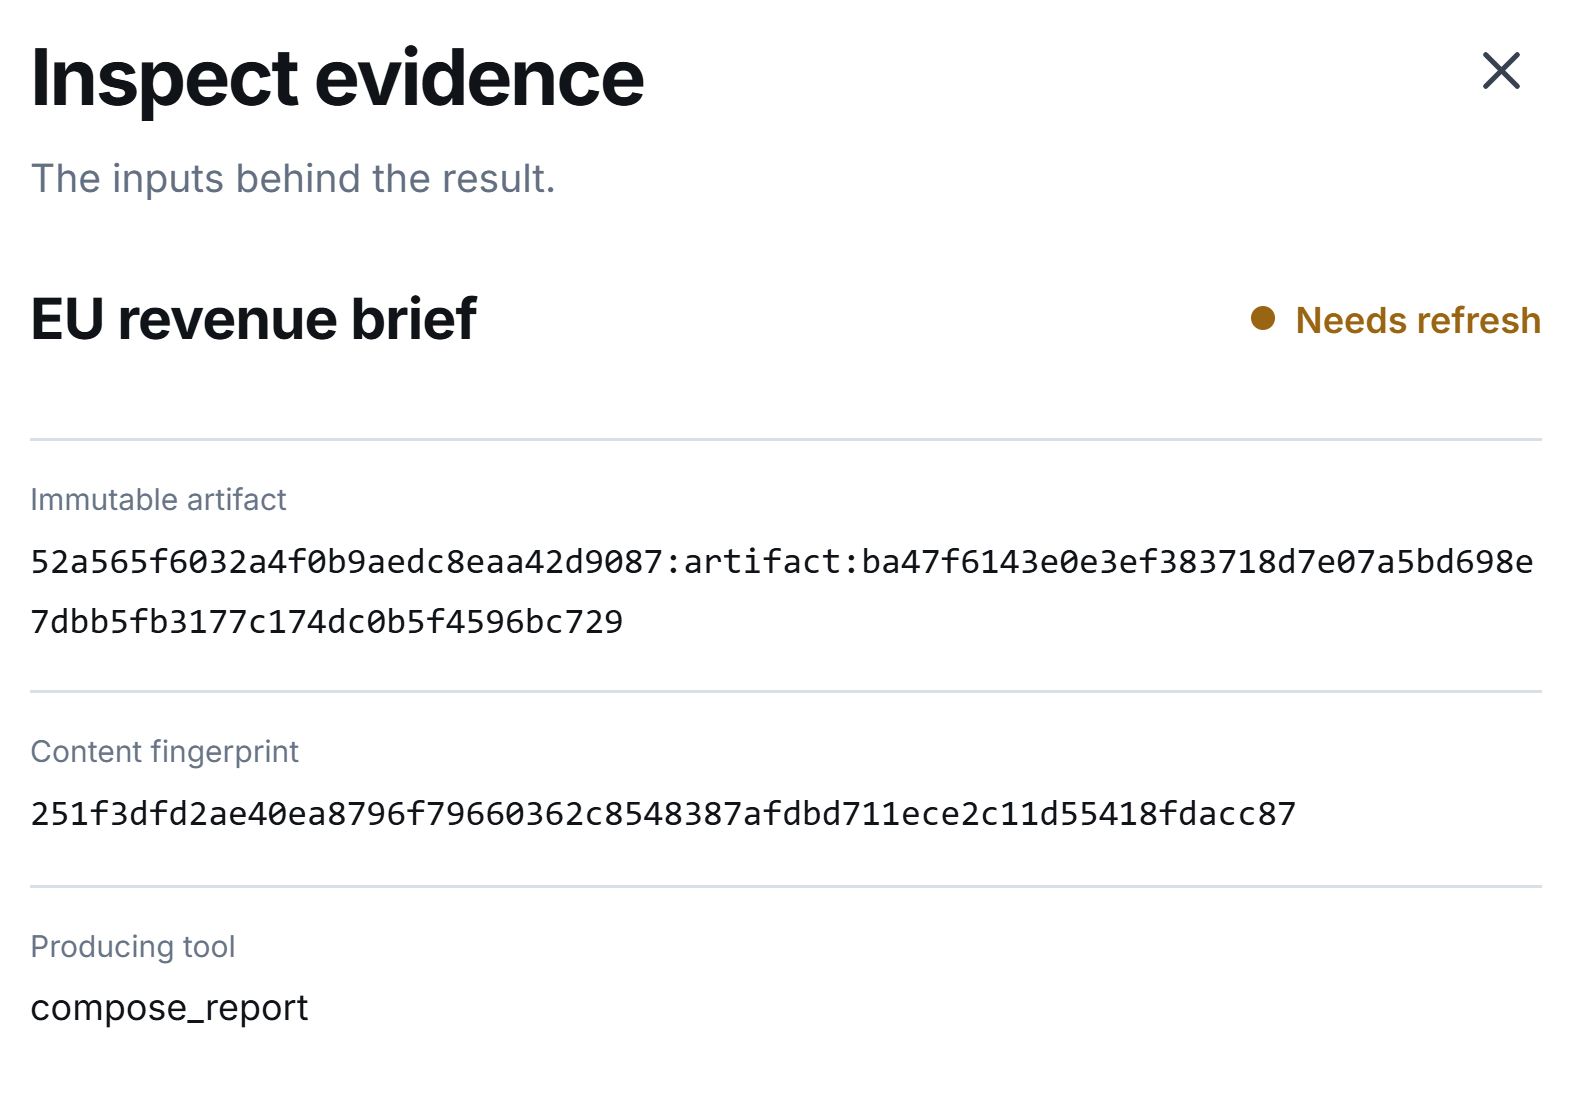 Inspect evidence
The inputs behind the result.
EU revenue brief
Needs refresh
Immutable artifact
52a565f6032a4f0b9aedc8eaa42d9087:artifact:ba47f6143e0e3ef383718d7e07a5bd698e
7dbb5fb3177c174dc0b5f4596bc729
Content fingerprint
251f3dfd2ae40ea8796f79660362c8548387afdbd711ece2c11d55418fdacc87
Producing tool
compose_report